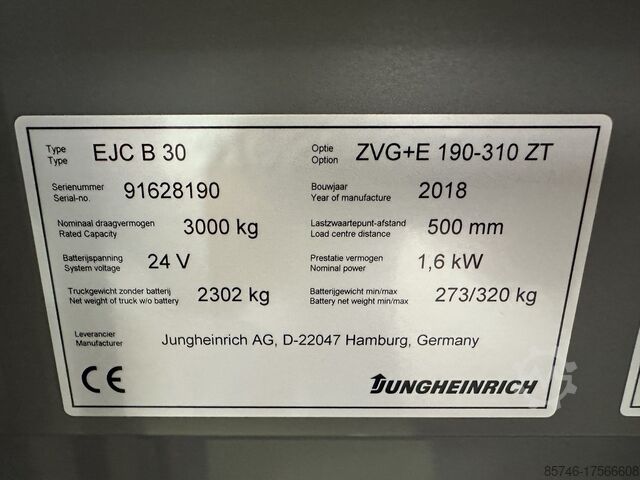 Type EJC B 30 Optie ZVG+E 190-310 ZT
Type Option
Serienummer 91628190 Bouwjaar 2018
Serial-no. Year of manufacture
Nominaal draagvermogen 3000 kg Lastzwaartepunt-afstand 500 mm
Rated Capacity Load centre distance
Batterijspanning 24 V Prestatie vermogen 1,6 kW
System voltage Nominal power
Truckgewicht zonder batterij 2302 kg Batterijgewicht min/max 273/320 kg
Net weight of truck w/o battery Battery net weight min/max
Leverancier Jungheinrich AG, D-22047 Hamburg, Germany
Manufacturer
CE JUNGHEINRICH
85746-17566608